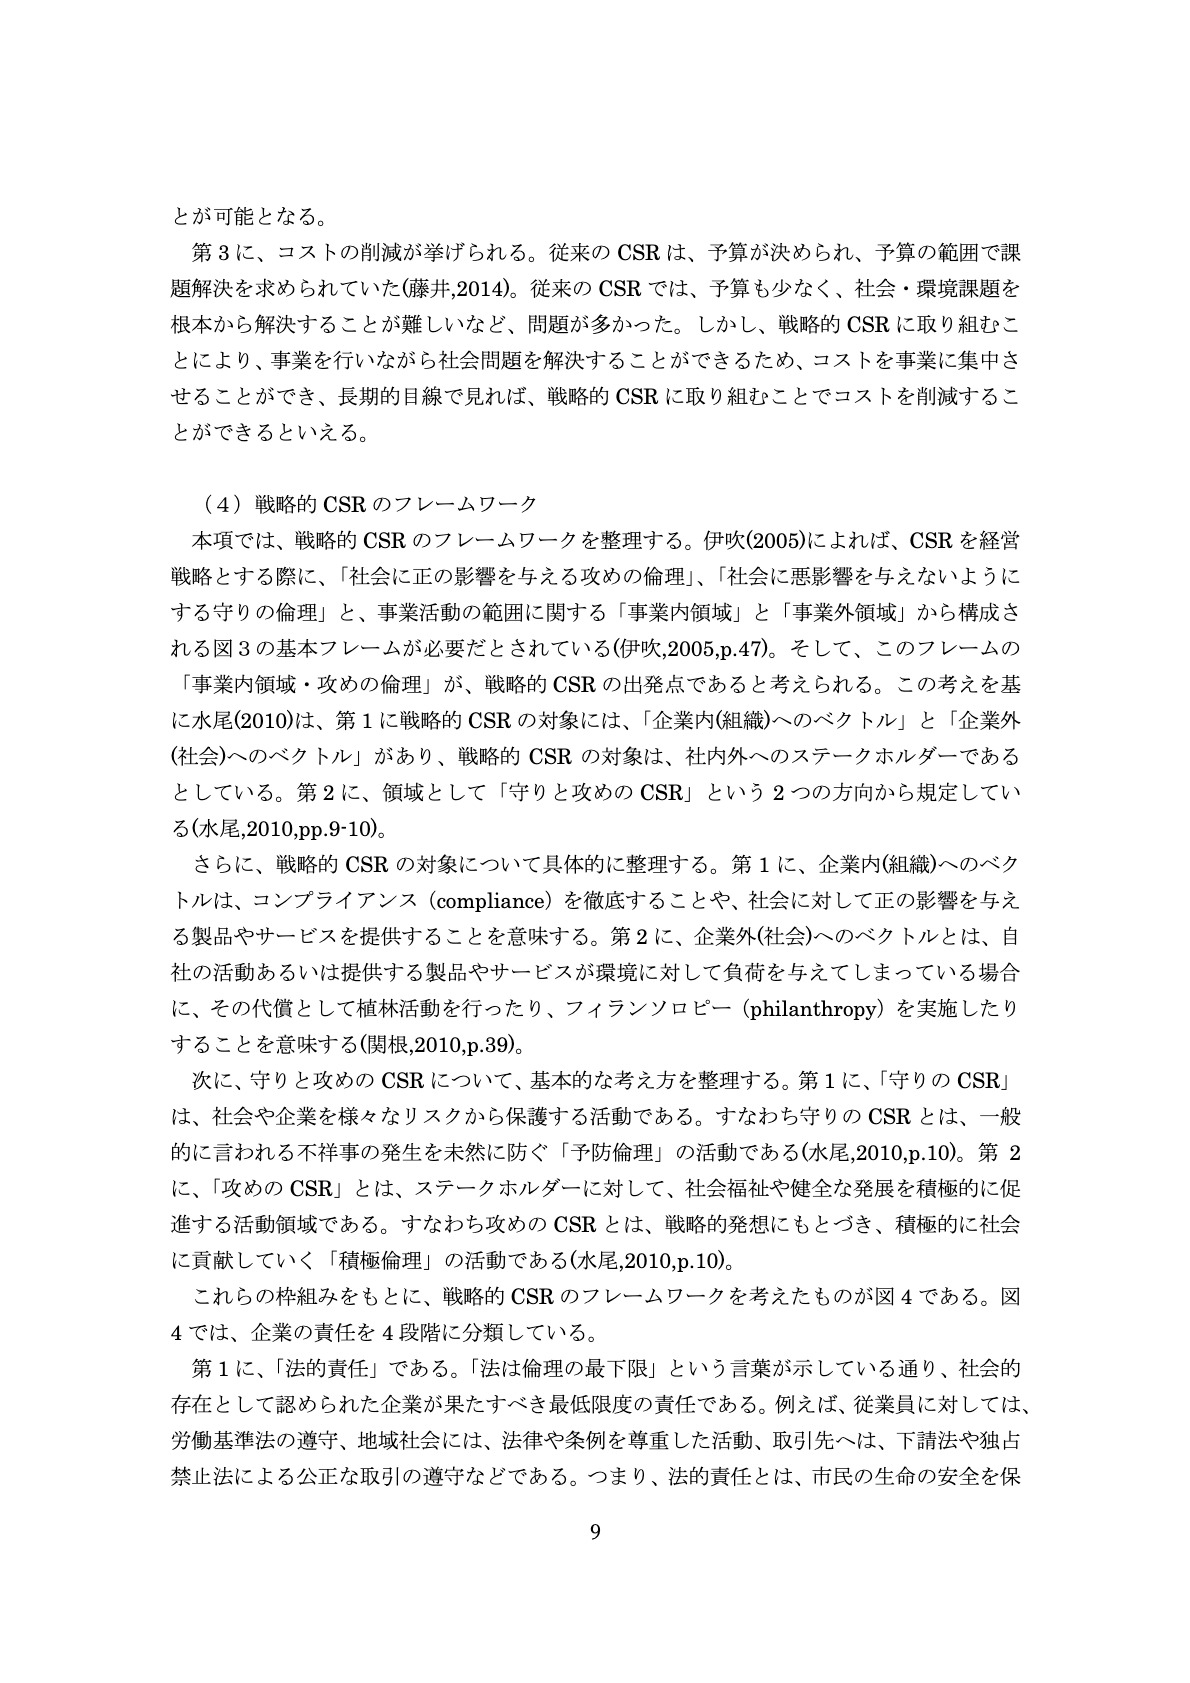 とが可能となる。
第 3 に、コストの削減が挙げられる。従来の CSR は、予算が決められ、予算の範囲で課
題解決を求められていた(藤井,2014)。従来の CSR では、予算も少なく、社会・環境課題を
根本から解決することが難しいなど、問題が多かった。しかし、戦略的 CSR に取り組むこ
とにより、事業を行いながら社会問題を解決することができるため、コストを事業に集中さ
せることができ、長期的目線で見れば、戦略的 CSR に取り組むことでコストを削減するこ
とができるといえる。
（4）戦略的 CSR のフレームワーク
本項では、戦略的 CSR のフレームワークを整理する。伊吹(2005)によれば、CSR を経営
戦略とする際に、「社会に正の影響を与える攻めの倫理」、「社会に悪影響を与えないように
する守りの倫理」と、事業活動の範囲に関する「事業内領域」と「事業外領域」から構成さ
れる図 3 の基本フレームが必要だとされている(伊吹,2005,p.47)。そして、このフレームの
「事業内領域・攻めの倫理」が、戦略的 CSR の出発点であると考えられる。この考えを基
に水尾(2010)は、第 1 に戦略的 CSR の対象には、「企業内(組織)へのベクトル」と「企業外
(社会)へのベクトル」があり、戦略的 CSR の対象は、社内外へのステークホルダーである
としている。第 2 に、領域として「守りと攻めの CSR」という 2 つの方向から規定してい
る(水尾,2010,pp.9-10)。
さらに、戦略的 CSR の対象について具体的に整理する。第 1 に、企業内(組織)へのベク
トルは、コンプライアンス（compliance）を徹底することや、社会に対して正の影響を与え
る製品やサービスを提供することを意味する。第 2 に、企業外(社会)へのベクトルとは、自
社の活動あるいは提供する製品やサービスが環境に対して負荷を与えてしまっている場合
に、その代償として植林活動を行ったり、フィランソロピー（philanthropy）を実施したり
することを意味する(関根,2010,p.39)。
次に、守りと攻めの CSR について、基本的な考え方を整理する。第 1 に、「守りの CSR」
は、社会や企業を様々なリスクから保護する活動である。すなわち守りの CSR とは、一般
的に言われる不祥事の発生を未然に防ぐ「予防倫理」の活動である(水尾,2010,p.10)。第 2
に、「攻めの CSR」とは、ステークホルダーに対して、社会福祉や健全な発展を積極的に促
進する活動領域である。すなわち攻めの CSR とは、戦略的発想にもとづき、積極的に社会
に貢献していく「積極倫理」の活動である(水尾,2010,p.10)。
これらの枠組みをもとに、戦略的 CSR のフレームワークを考えたものが図 4 である。図
4 では、企業の責任を 4 段階に分類している。
第 1 に、「法的責任」である。「法は倫理の最下限」という言葉が示している通り、社会的
存在として認められた企業が果たすべき最低限度の責任である。例えば、従業員に対しては、
労働基準法の遵守、地域社会には、法律や条例を尊重した活動、取引先へは、下請法や独占
禁止法による公正な取引の遵守などである。つまり、法的責任とは、市民の生命の安全を保
9